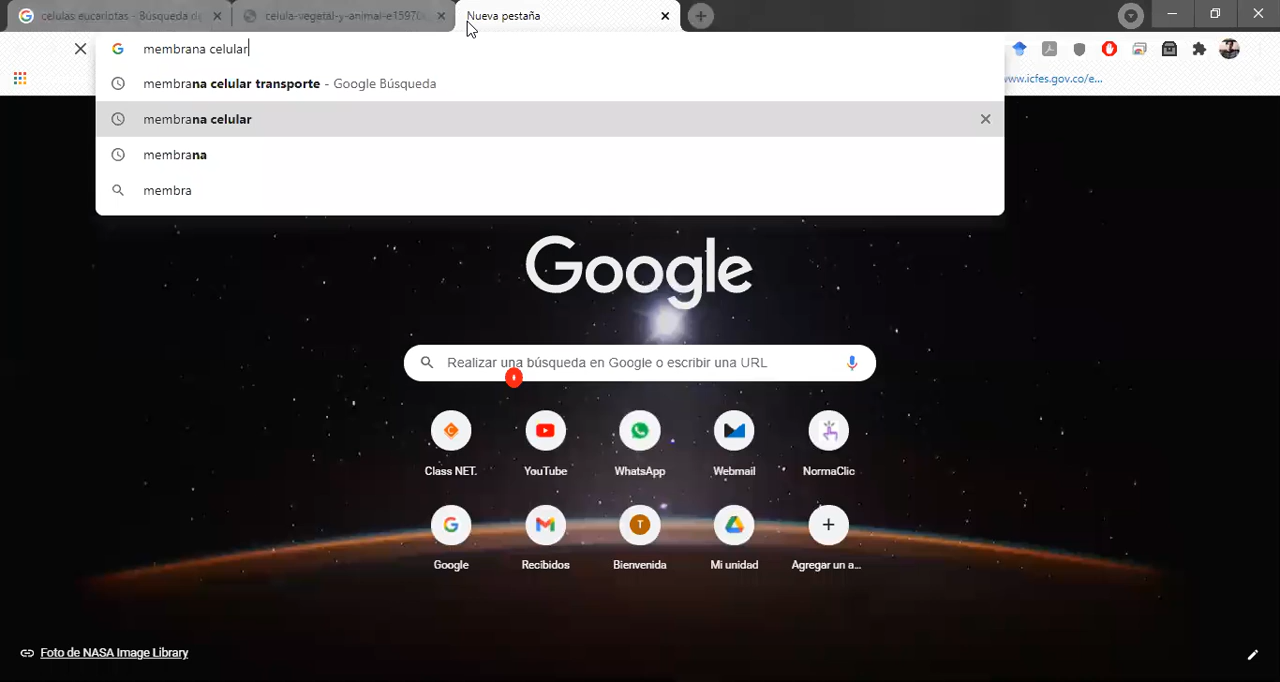 celulas eucariotas - Búsqueda d
celula-vegetal-y-animal-e15970
Nueva pestaña
membrana celular
membrana celular transporte - Google Búsqueda
membrana celular
membrana
membra
www.icfes.gov.co/e...
Google
Realizar una búsqueda en Google o escribir una URL
Class NET.
YouTube
WhatsApp
Webmail
NormaClic
Google
Recibidos
T
Bienvenida
Mi unidad
Agregar un a...
Foto de NASA Image Library